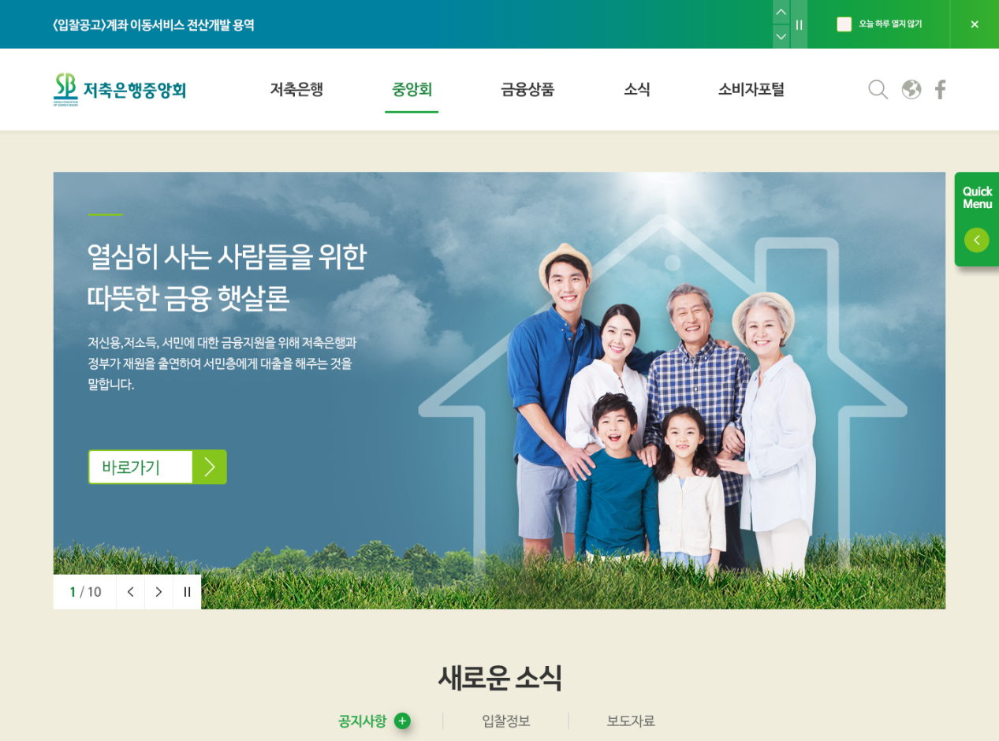 <입찰공고>계좌 이동서비스 전산개발 용역
오늘 하루 열지 않기
SB 저축은행중앙회
저축은행
중앙회
금융상품
소식
소비자포털
Quick
Menu
열심히 사는 사람들을 위한
따뜻한 금융 햇살론
저신용,저소득, 서민에 대한 금융지원을 위해 저축은행과
정부가 재원을 출연하여 서민층에게 대출을 해주는 것을
말합니다.
바로가기
1 / 10
새로운 소식
공지사항
입찰정보
보도자료